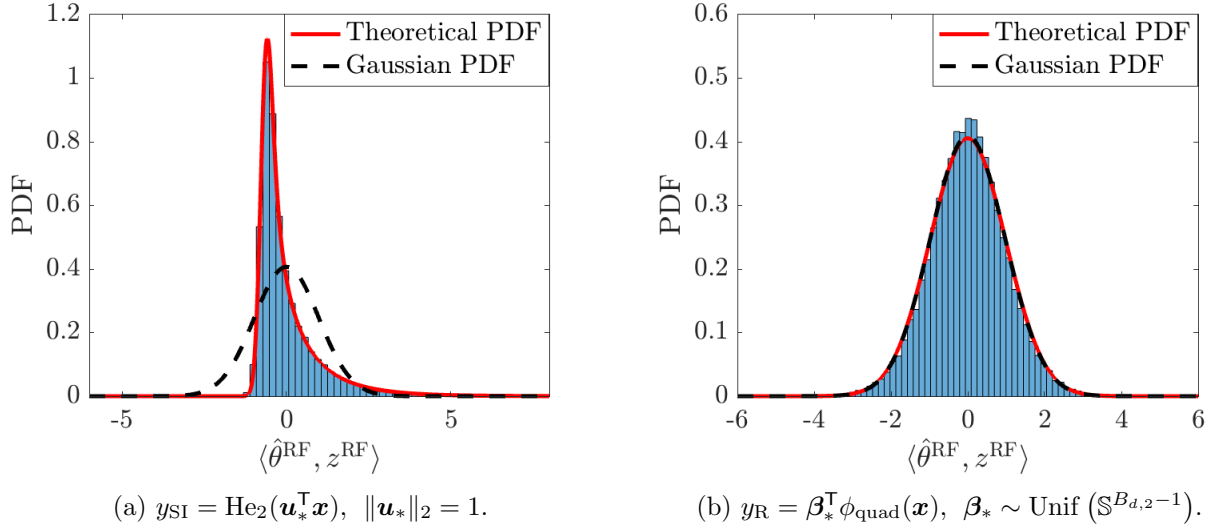 1.2
1
0.8
0.6
0.4
0.2
0
-5 0 5
PDF
Theoretical PDF
Gaussian PDF
⟨θ̂^RF, z^RF⟩
(a) y_SI = He₂(u_*^⊤ x), ‖u_*‖₂ = 1.
0.6
0.5
0.4
0.3
0.2
0.1
0
-6 -4 -2 0 2 4 6
PDF
Theoretical PDF
Gaussian PDF
⟨θ̂^RF, z^RF⟩
(b) y_R = β_*^⊤ ϕ_quad(x), β_* ∼ Unif (𝕊^{B_{d,2}−1}).